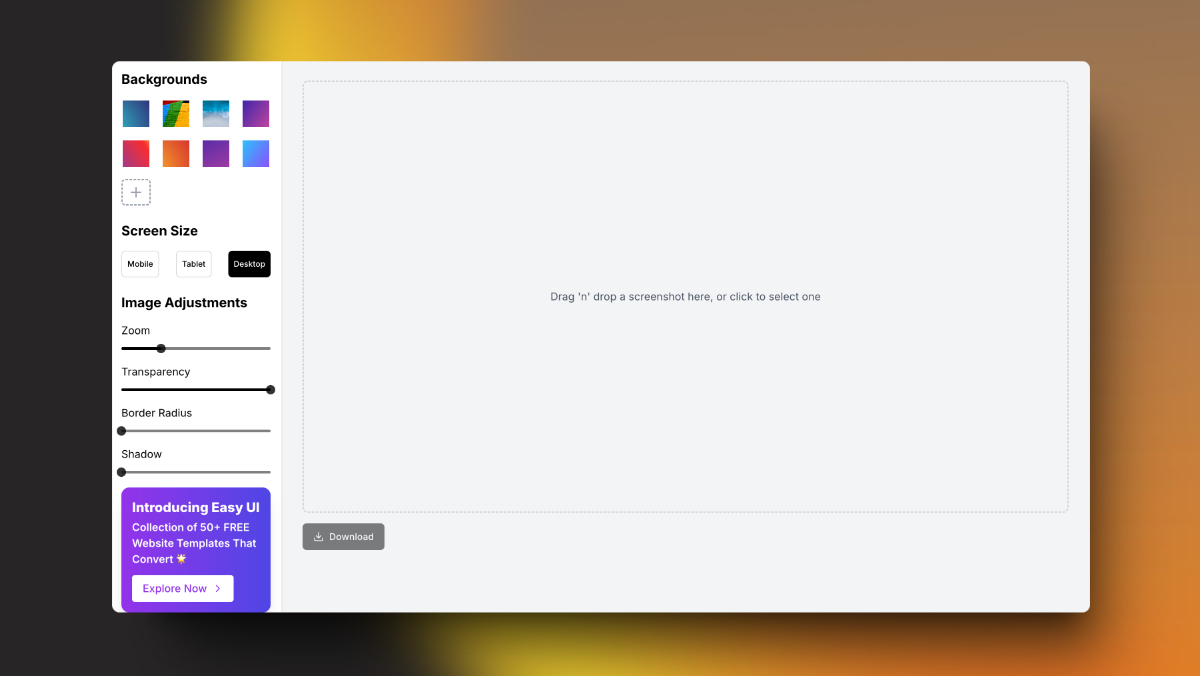 Backgrounds
Screen Size
Mobile
Tablet
Desktop
Image Adjustments
Zoom
Transparency
Border Radius
Shadow
Introducing Easy UI
Collection of 50+ FREE
Website Templates That
Convert 🌟
Explore Now
Drag 'n' drop a screenshot here, or click to select one
Download